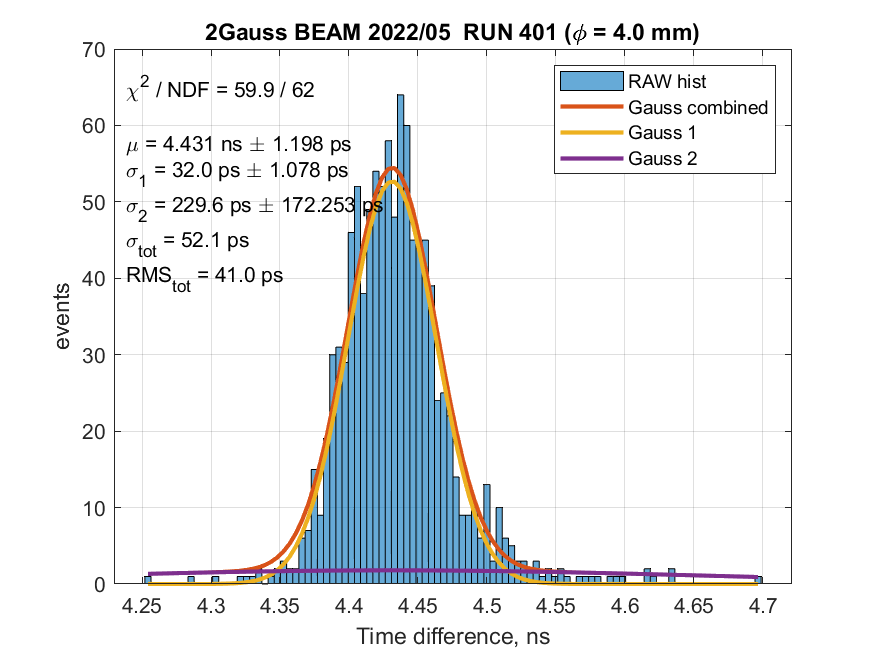 2Gauss BEAM 2022/05 RUN 401 (ϕ = 4.0 mm)
70
60
50
40
30
20
10
0
events
χ² / NDF = 59.9 / 62
μ = 4.431 ns ± 1.198 ps
σ₁ = 32.0 ps ± 1.078 ps
σ₂ = 229.6 ps ± 172.253 ps
σ_tot = 52.1 ps
RMS_tot = 41.0 ps
RAW hist
Gauss combined
Gauss 1
Gauss 2
4.25 4.3 4.35 4.4 4.45 4.5 4.55 4.6 4.65 4.7
Time difference, ns